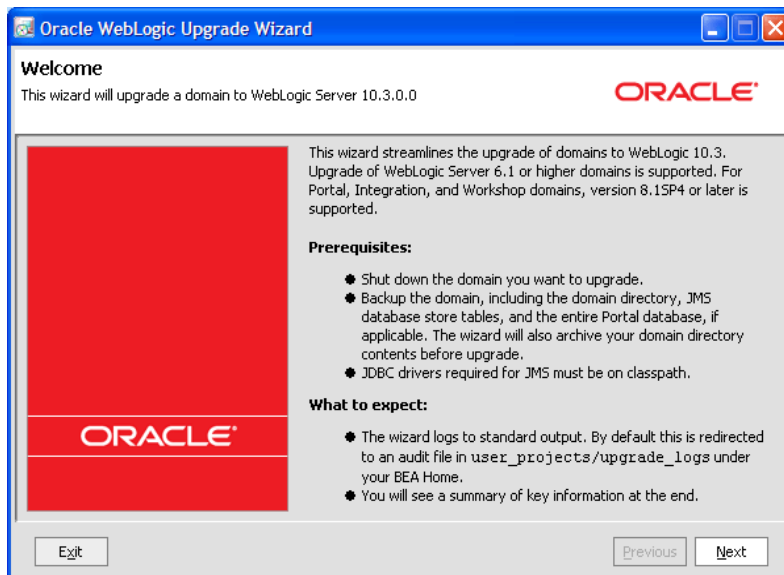 Oracle WebLogic Upgrade Wizard
Welcome
This wizard will upgrade a domain to WebLogic Server 10.3.0.0
ORACLE®
This wizard streamlines the upgrade of domains to WebLogic 10.3.
Upgrade of WebLogic Server 6.1 or higher domains is supported. For
Portal, Integration, and Workshop domains, version 8.1SP4 or later is
supported.
Prerequisites:
● Shut down the domain you want to upgrade.
● Backup the domain, including the domain directory, JMS
database store tables, and the entire Portal database, if
applicable. The wizard will also archive your domain directory
contents before upgrade.
● JDBC drivers required for JMS must be on classpath.
What to expect:
● The wizard logs to standard output. By default this is redirected
to an audit file in user_projects/upgrade_logs under
your BEA Home.
● You will see a summary of key information at the end.
ORACLE®
Exit
Previous
Next